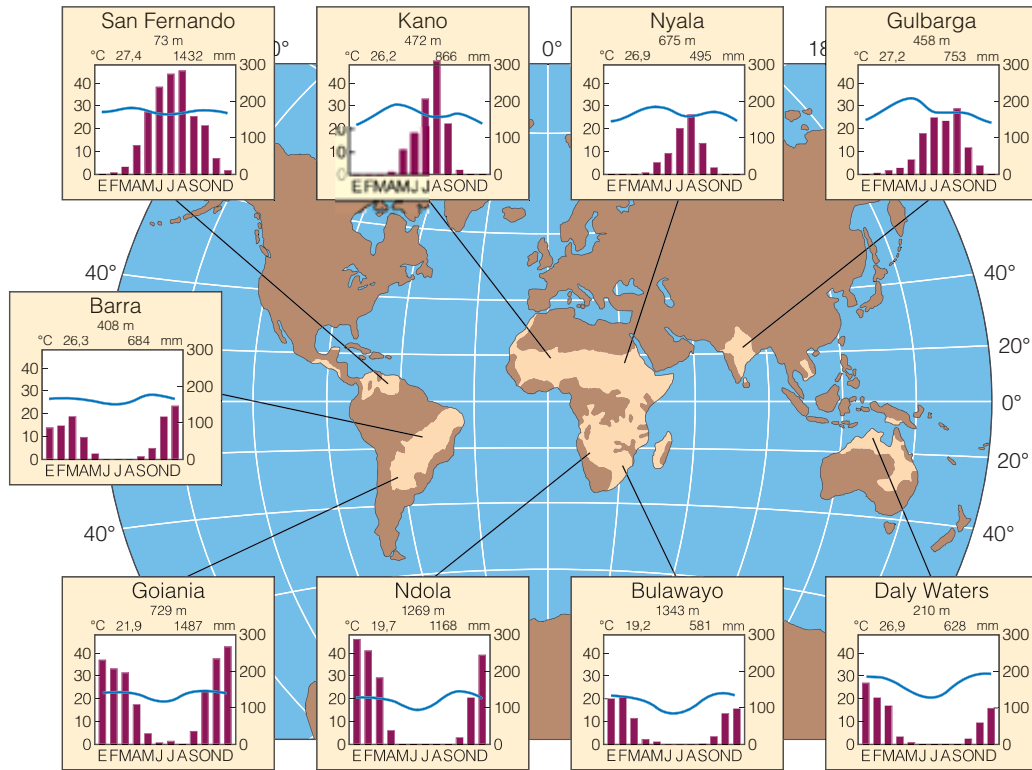 San Fernando
73 m
°C 27,4 1432 mm
40
30
20
10
0
300
200
100
0
EFMAMJJASOND
Kano
472 m
°C 26,2 866 mm
40
30
20
10
0
300
200
100
0
EFMAMJJASOND
Nyala
675 m
°C 26,9 495 mm
40
30
20
10
0
300
200
100
0
EFMAMJJASOND
Gulbarga
458 m
°C 27,2 753 mm
40
30
20
10
0
300
200
100
0
EFMAMJJASOND
0°
0°
18
40°
40°
Barra
408 m
°C 26,3 684 mm
40
30
20
10
0
300
200
100
0
EFMAMJJASOND
20°
0°
20°
40°
40°
Goiania
729 m
°C 21,9 1487 mm
40
30
20
10
0
300
200
100
0
EFMAMJJASOND
Ndola
1269 m
°C 19,7 1168 mm
40
30
20
10
0
300
200
100
0
EFMAMJJASOND
Bulawayo
1343 m
°C 19,2 581 mm
40
30
20
10
0
300
200
100
0
EFMAMJJASOND
Daly Waters
210 m
°C 26,9 628 mm
40
30
20
10
0
300
200
100
0
EFMAMJJASOND